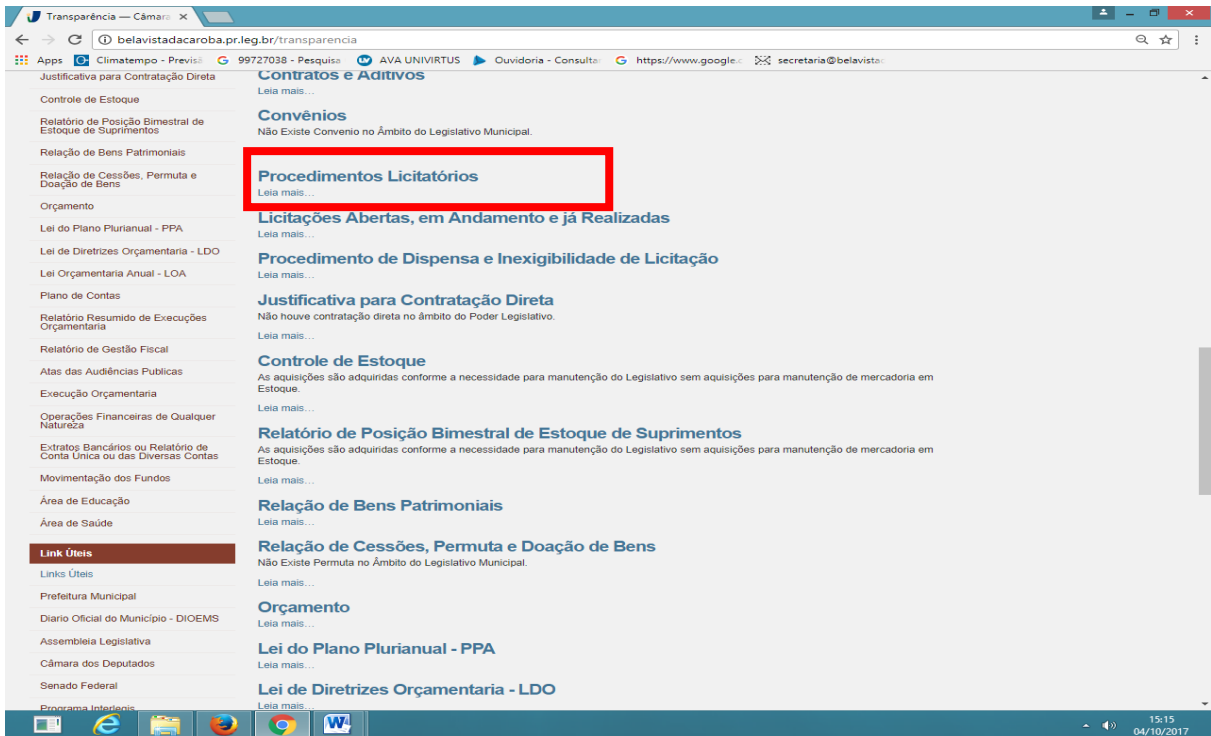 Transparência — Câmara
belavistadacaroba.pr.leg.br/transparencia
Apps Climatempo - Previsã 99727038 - Pesquisa AVA UNIVIRTUS Ouvidoria - Consulta https://www.google.c secretaria@belavistac
Justificativa para Contratação Direta
Controle de Estoque
Relatório de Posição Bimestral de
Estoque de Suprimentos
Relação de Bens Patrimoniais
Relação de Cessões, Permuta e
Doação de Bens
Orçamento
Lei do Plano Plurianual - PPA
Lei de Diretrizes Orçamentaria - LDO
Lei Orçamentaria Anual - LOA
Plano de Contas
Relatório Resumido de Execuções
Orçamentaria
Relatório de Gestão Fiscal
Atas das Audiências Publicas
Execução Orçamentaria
Operações Financeiras de Qualquer
Natureza
Extratos Bancários ou Relatório de
Conta Única ou das Diversas Contas
Movimentação dos Fundos
Área de Educação
Área de Saúde
Link Úteis
Links Úteis
Prefeitura Municipal
Diario Oficial do Município - DIOEMS
Assembleia Legislativa
Câmara dos Deputados
Senado Federal
Programa Interlegis
Contratos e Aditivos
Leia mais…
Convênios
Não Existe Convenio no Âmbito do Legislativo Municipal.
Procedimentos Licitatórios
Leia mais…
Licitações Abertas, em Andamento e já Realizadas
Leia mais…
Procedimento de Dispensa e Inexigibilidade de Licitação
Leia mais…
Justificativa para Contratação Direta
Não houve contratação direta no âmbito do Poder Legislativo.
Leia mais…
Controle de Estoque
As aquisições são adquiridas conforme a necessidade para manutenção do Legislativo sem aquisições para manutenção de mercadoria em
Estoque.
Leia mais…
Relatório de Posição Bimestral de Estoque de Suprimentos
As aquisições são adquiridas conforme a necessidade para manutenção do Legislativo sem aquisições para manutenção de mercadoria em
Estoque.
Leia mais…
Relação de Bens Patrimoniais
Leia mais…
Relação de Cessões, Permuta e Doação de Bens
Não Existe Permuta no Âmbito do Legislativo Municipal.
Leia mais…
Orçamento
Leia mais…
Lei do Plano Plurianual - PPA
Leia mais…
Lei de Diretrizes Orçamentaria - LDO
Leia mais…
15:15
04/10/2017